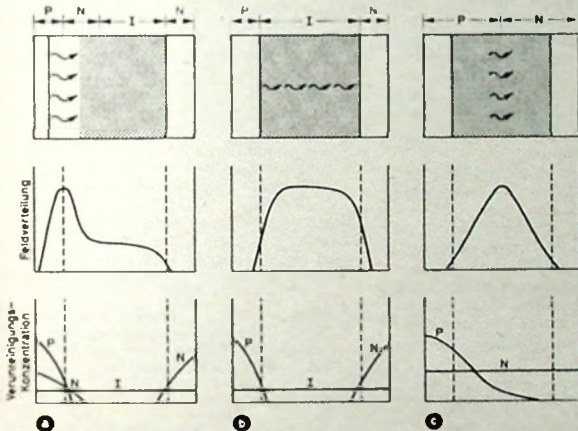 P N I N
I
P N
Feldverteilung
Verunreinigungs-
Konzentration
P N I N
P I N
P N
a b c